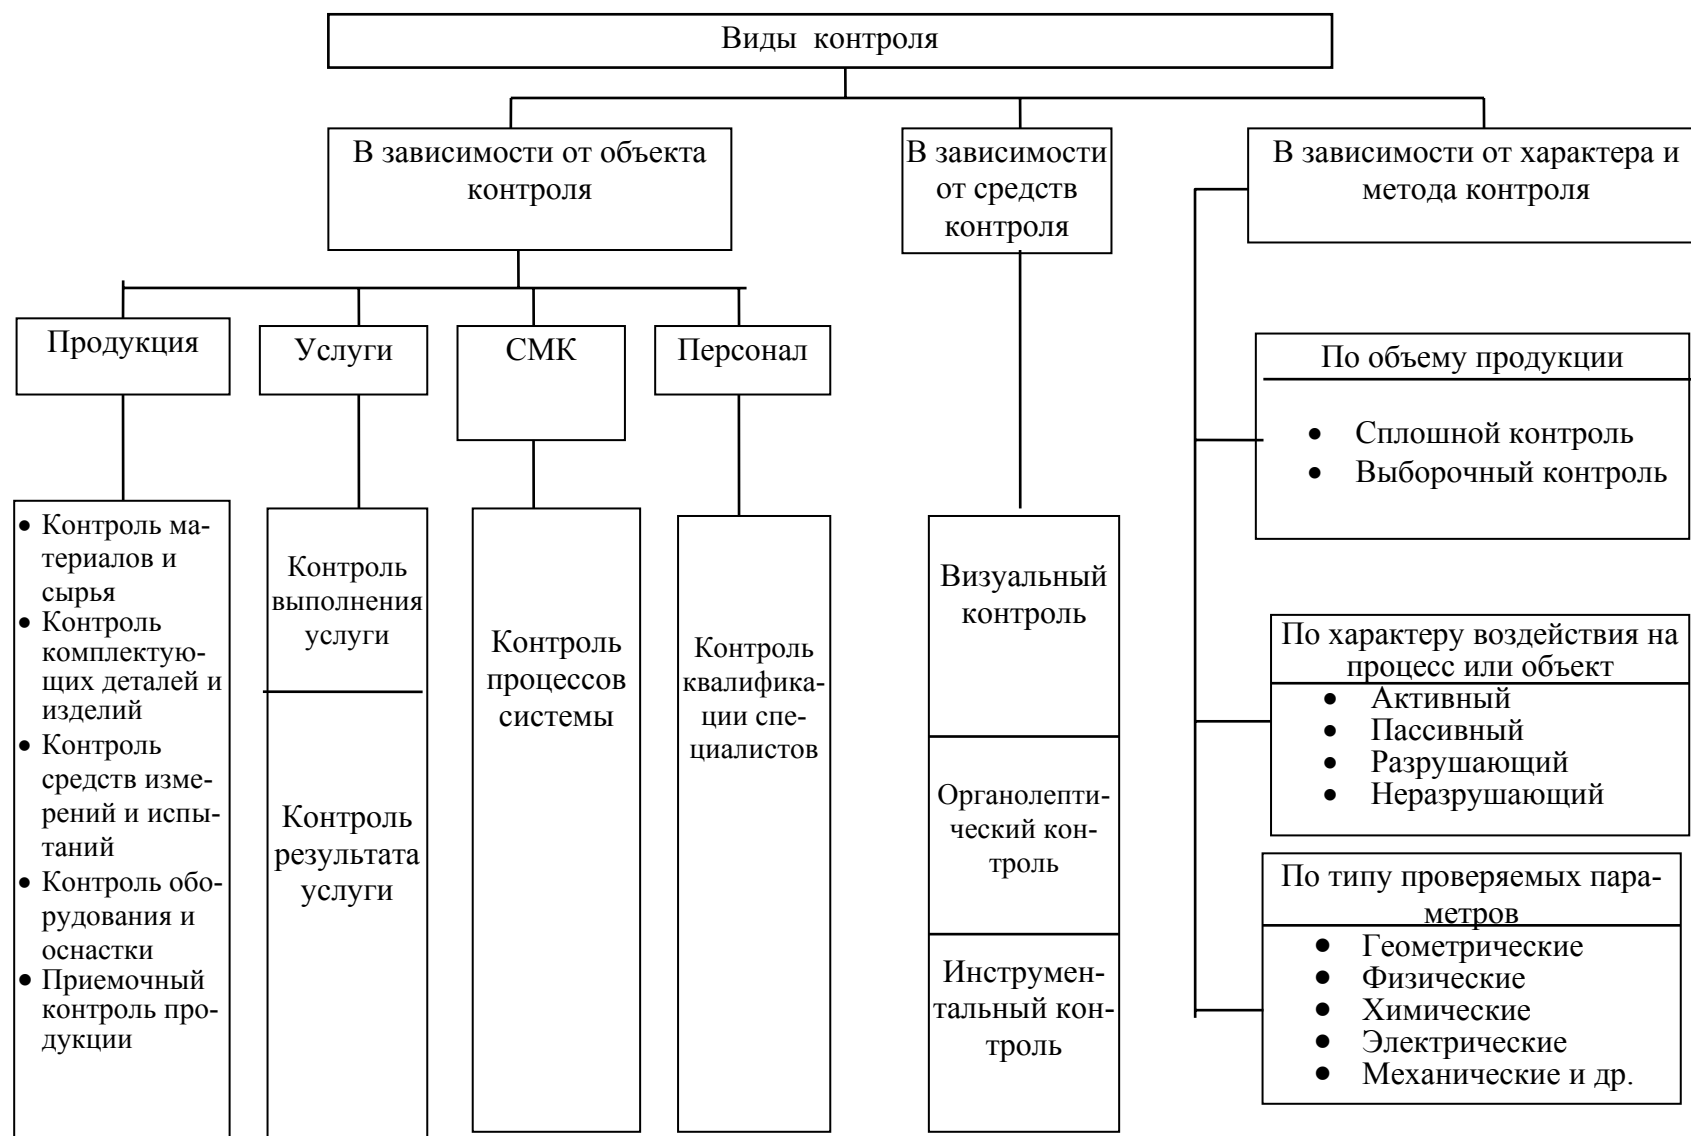 Виды контроля
В зависимости от объекта
контроля
В зависимости
от средств
контроля
В зависимости от характера и
метода контроля
Продукция
Услуги
СМК
Персонал
• Контроль ма-
териалов и
сырья
• Контроль
комплектую-
щих деталей и
изделий
• Контроль
средств изме-
рений и испы-
таний
• Контроль обо-
рудования и
оснастки
• Приемочный
контроль про-
дукции
Контроль
выполнения
услуги
Контроль
результата
услуги
Контроль
процессов
системы
Контроль
квалифика-
ции спе-
циалистов
Визуальный
контроль
Органолепти-
ческий кон-
троль
Инструмен-
тальный кон-
троль
По объему продукции
• Сплошной контроль
• Выборочный контроль
По характеру воздействия на
процесс или объект
• Активный
• Пассивный
• Разрушающий
• Неразрушающий
По типу проверяемых пара-
метров
• Геометрические
• Физические
• Химические
• Электрические
• Механические и др.